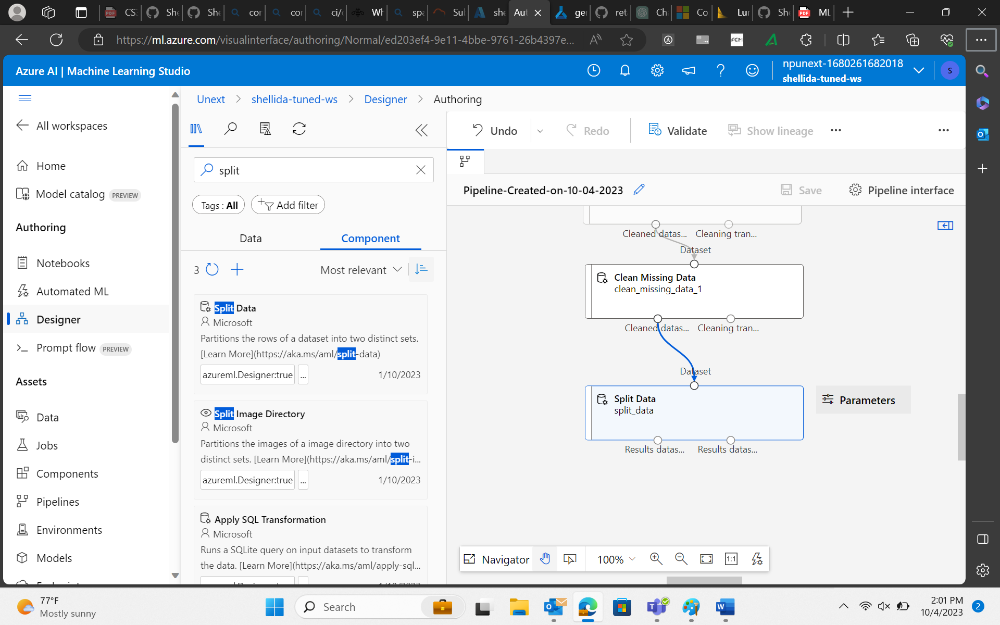 CS
She
She
cor
cor
ci/c
Wh
spa
Sul
she
Aut
ger
ret
Ch
Co
Lur
She
ML
https://ml.azure.com/visualinterface/authoring/Normal/ed203ef4-9e11-4bbe-9761-26b4397e...
FCM
Azure AI | Machine Learning Studio
npunext-1680261682018
shellida-tuned-ws
S
Unext > shellida-tuned-ws > Designer > Authoring
All workspaces
Home
Model catalog PREVIEW
Authoring
Notebooks
Automated ML
Designer
Prompt flow PREVIEW
Assets
Data
Jobs
Components
Pipelines
Environments
Models
split
Tags : All
Add filter
Data
Component
3
Most relevant
Split Data
Microsoft
Partitions the rows of a dataset into two distinct sets.
[Learn More](https://aka.ms/aml/split-data)
azureml.Designer:true
...
1/10/2023
Split Image Directory
Microsoft
Partitions the images of a image directory into two
distinct sets. [Learn More](https://aka.ms/aml/split-i...
azureml.Designer:true
...
1/10/2023
Apply SQL Transformation
Microsoft
Runs a SQLite query on input datasets to transform
the data. [Learn More](https://aka.ms/aml/apply-sql...
Undo
Redo
Validate
Show lineage
Pipeline-Created-on-10-04-2023
Save
Pipeline interface
Cleaned datas...
Cleaning tran...
Dataset
Clean Missing Data
clean_missing_data_1
Cleaned datas...
Cleaning tran...
Dataset
Split Data
split_data
Parameters
Results datas...
Results datas...
Navigator
100%
1:1
77°F
Mostly sunny
Search
2:01 PM
10/4/2023
2